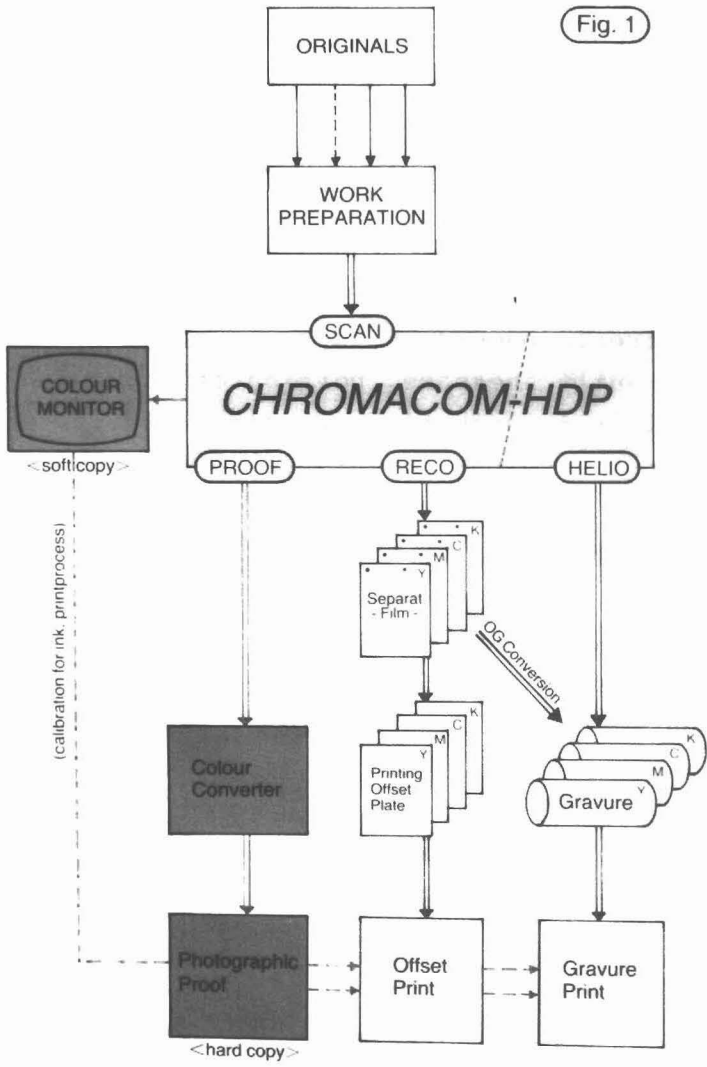 Fig. 1
ORIGINALS
WORK
PREPARATION
SCAN
COLOUR
MONITOR
CHROMACOM-HDP
<softcopy>
PROOF
RECO
HELIO
(calibration for ink, printprocess)
K
C
M
Y
Separat
- Film -
OG Conversion
K
C
M
Y
Printing
Offset
Plate
K
C
M
Y
Gravure
Colour
Converter
Photographic
Proof
Offset
Print
Gravure
Print
<hard copy>